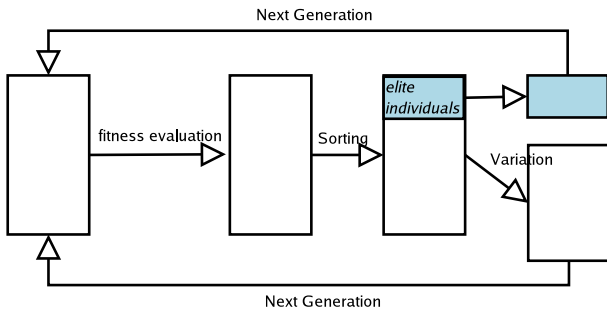 Next Generation
elite
individuals
fitness evaluation
Sorting
Variation
Next Generation